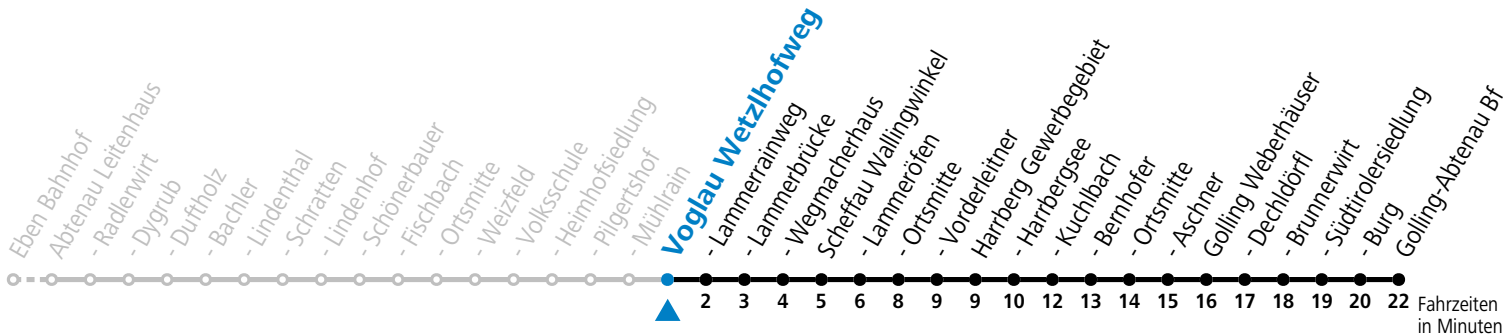 Eben Bahnhof
Abtenau Leitenhaus
- Radlerwirt
- Dygrub
- Duftholz
- Bachler
- Lindenthal
- Schratten
- Lindenhof
- Schönerbauer
- Fischbach
- Ortsmitte
- Weizfeld
- Volksschule
- Heimhofsiedlung
- Pilgertshof
- Mühlrain
Voglau Wetzlhofweg
- Lammerrainweg
- Lammerbrücke
- Wegmacherhaus
Scheffau Wallingwinkel
- Lammeröfen
- Ortsmitte
- Vorderleitner
Harrberg Gewerbegebiet
- Harrbergsee
- Kuchlbach
- Bernhofer
- Ortsmitte
- Aschner
Golling Weberhäuser
- Dechldörfl
- Brunnerwirt
- Südtirolersiedlung
- Burg
Golling-Abtenau Bf
2 3 4 5 6 8 9 9 10 12 13 14 15 16 17 18 19 20 22 Fahrzeiten
in Minuten